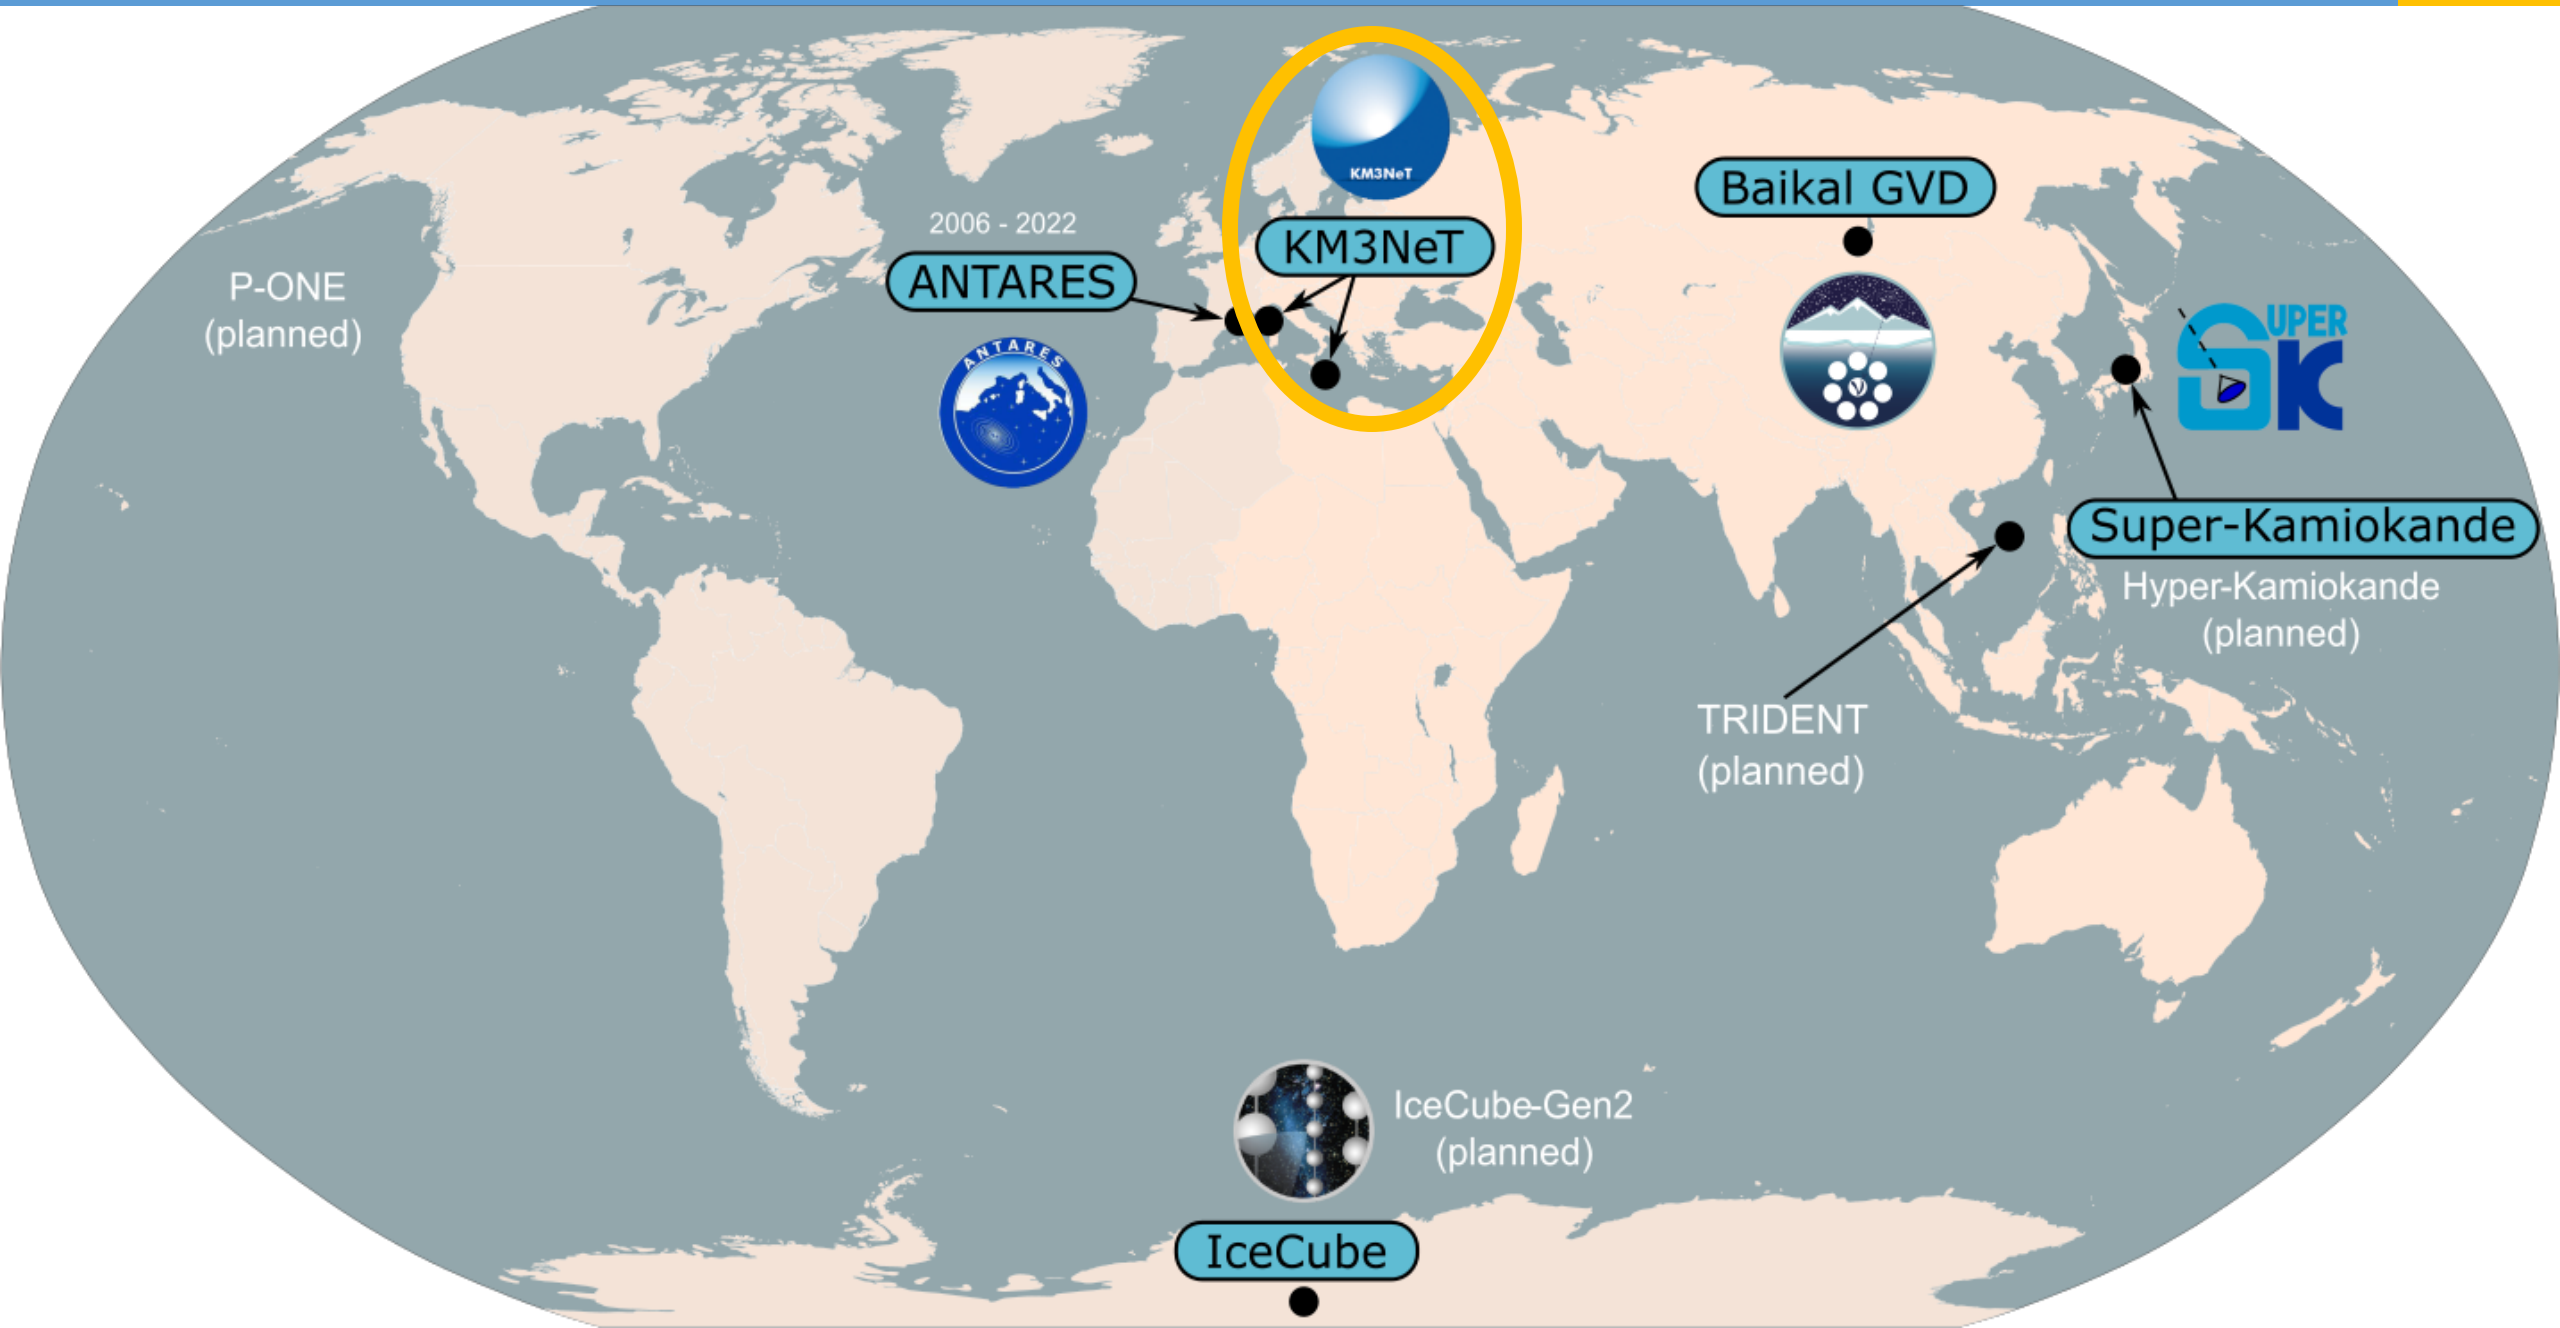 KM3NeT
Baikal GVD
2006 - 2022
KM3NeT
ANTARES
P-ONE
(planned)
ANTARES
SUPER
K
Super-Kamiokande
Hyper-Kamiokande
(planned)
TRIDENT
(planned)
IceCube-Gen2
(planned)
IceCube